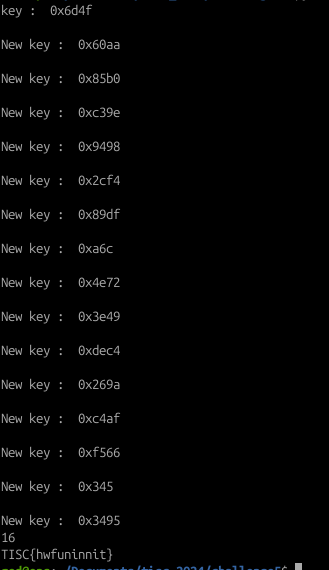 key :  0x6d4f
New key :  0x60aa
New key :  0x85b0
New key :  0xc39e
New key :  0x9498
New key :  0x2cf4
New key :  0x89df
New key :  0xa6c
New key :  0x4e72
New key :  0x3e49
New key :  0xdec4
New key :  0x269a
New key :  0xc4af
New key :  0xf566
New key :  0x345
New key :  0x3495
16
TISC{hwfuninnit}